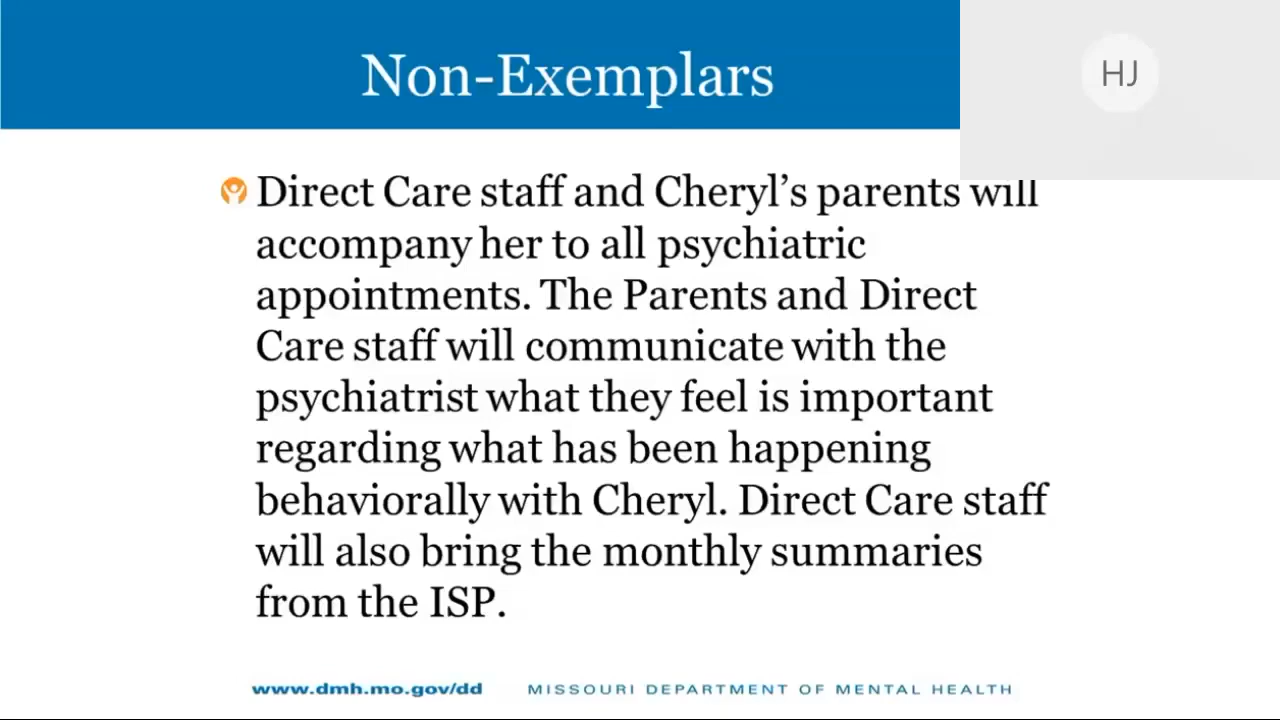 Non-Exemplars
HJ
Direct Care staff and Cheryl’s parents will
accompany her to all psychiatric
appointments. The Parents and Direct
Care staff will communicate with the
psychiatrist what they feel is important
regarding what has been happening
behaviorally with Cheryl. Direct Care staff
will also bring the monthly summaries
from the ISP.
www.dmh.mo.gov/dd MISSOURI DEPARTMENT OF MENTAL HEALTH